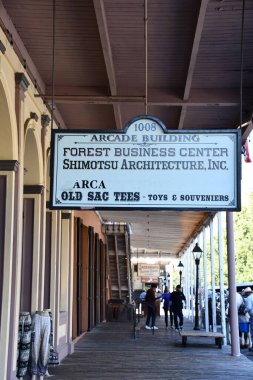 1008
ARCADE BUILDING
FOREST BUSINESS CENTER
SHIMOTSU ARCHITECTURE, INC.
ARCA
OLD SAC TEES - TOYS & SOUVENIERS